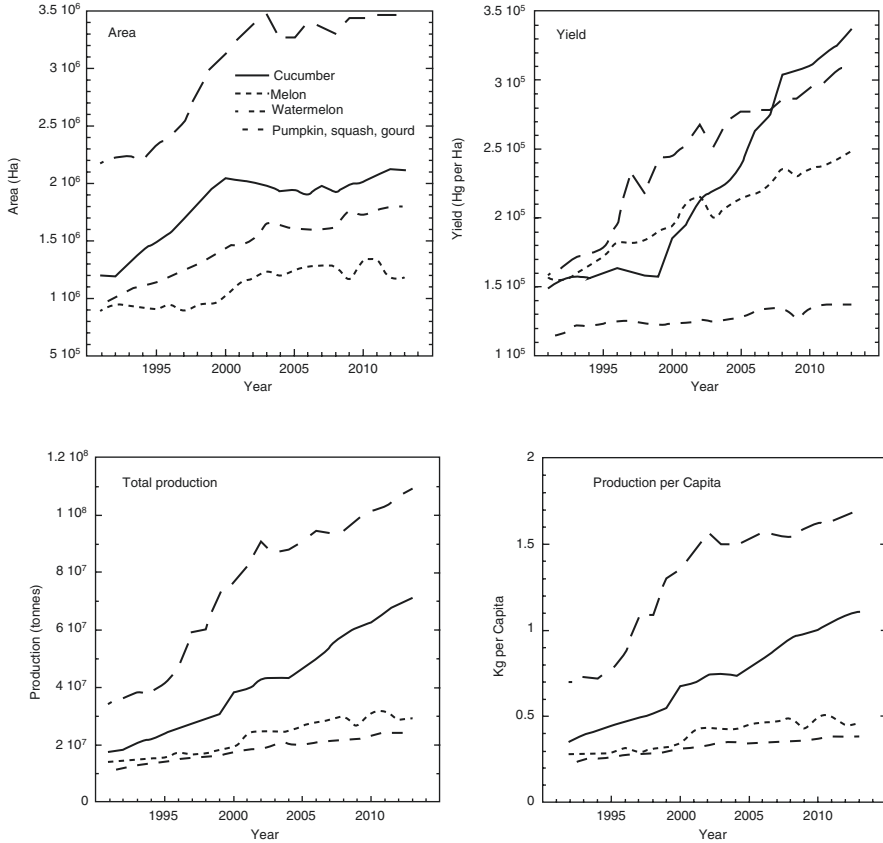 Area
3.5 10⁶
3 10⁶
2.5 10⁶
2 10⁶
1.5 10⁶
1 10⁶
5 10⁵
Area (Ha)
Cucumber
Melon
Watermelon
Pumpkin, squash, gourd
1995 2000 2005 2010
Year
Yield
3.5 10⁵
3 10⁵
2.5 10⁵
2 10⁵
1.5 10⁵
1 10⁵
Yield (Hg per Ha)
1995 2000 2005 2010
Year
Total production
1.2 10⁸
1 10⁸
8 10⁷
6 10⁷
4 10⁷
2 10⁷
0
Production (tonnes)
1995 2000 2005 2010
Year
Production per Capita
2
1.5
1
0.5
0
Kg per Capita
1995 2000 2005 2010
Year